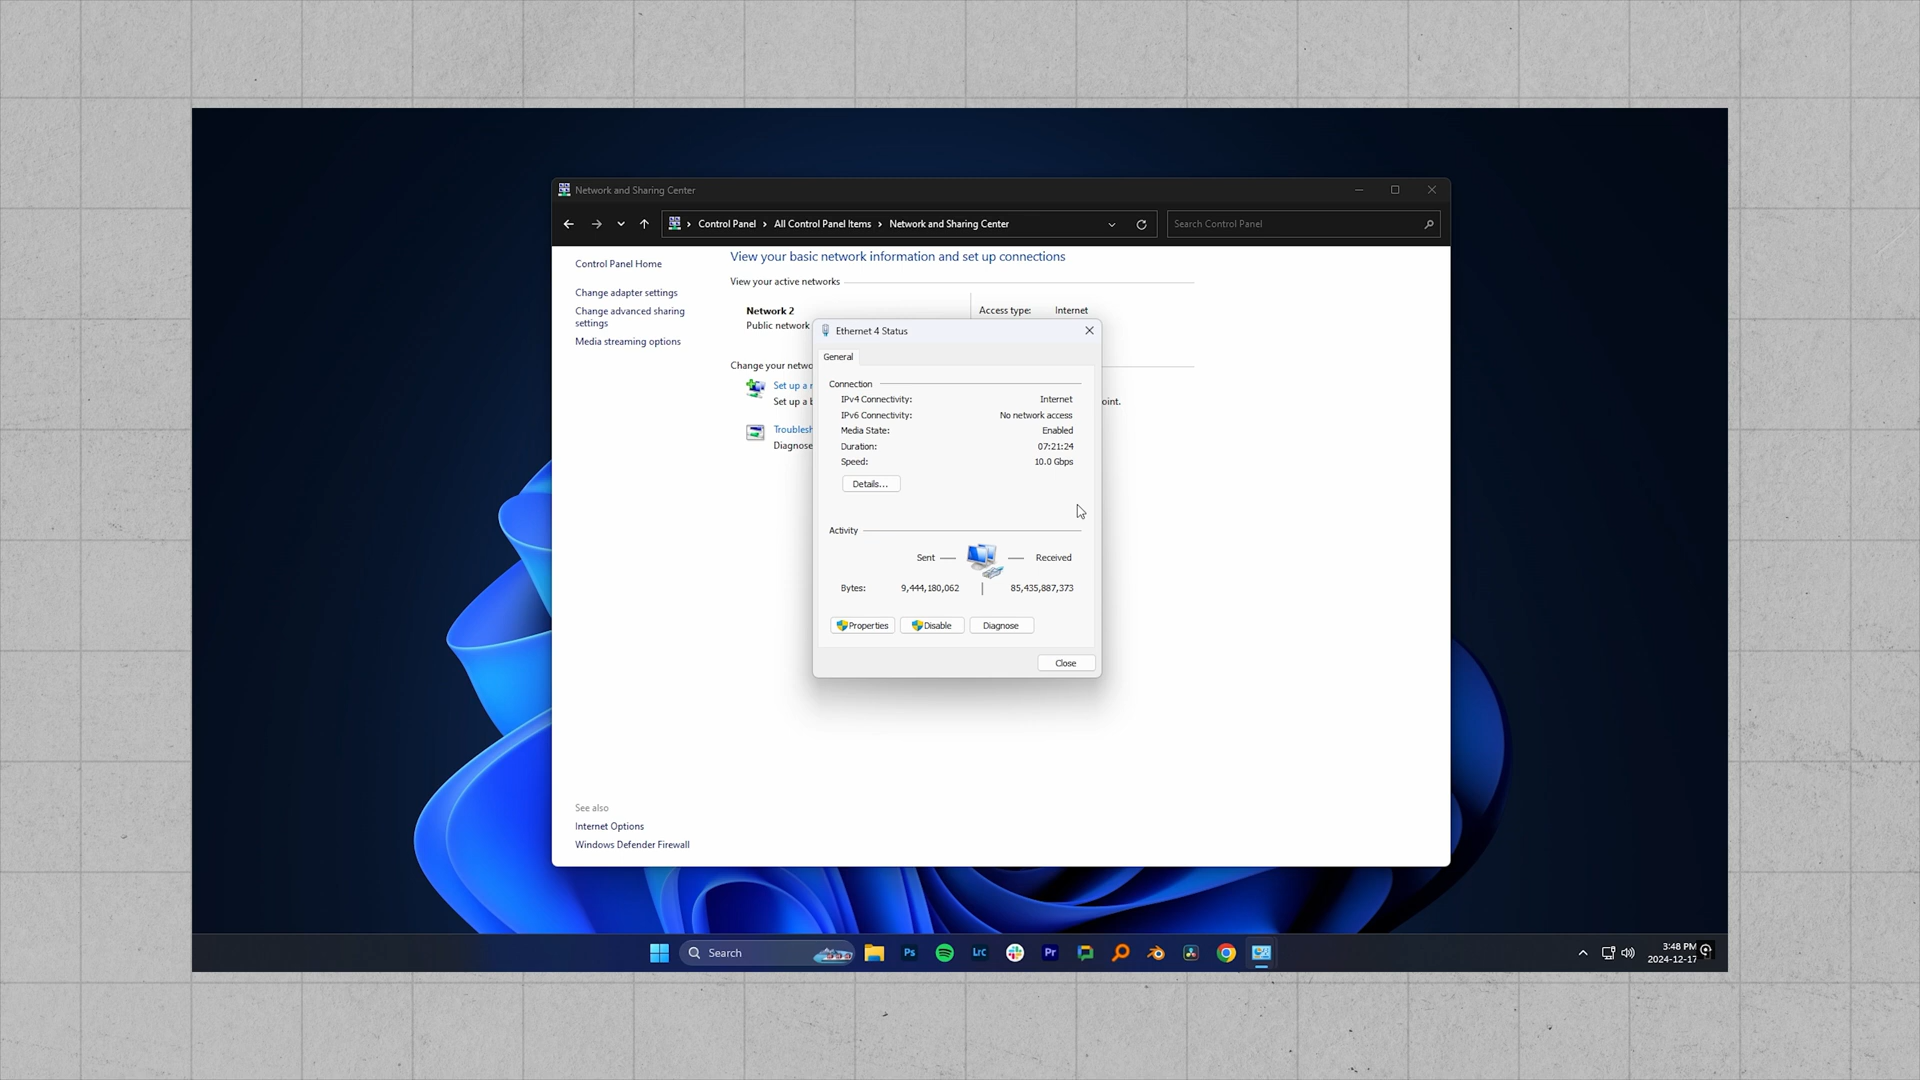 Network and Sharing Center
Control Panel > All Control Panel Items > Network and Sharing Center
Search Control Panel
Control Panel Home
Change adapter settings
Change advanced sharing
settings
Media streaming options
View your basic network information and set up connections
View your active networks
Network 2
Public network
Access type: Internet
Change your netwo
Set up a
Set up a
oint.
Troublesh
Diagnose
Ethernet 4 Status
General
Connection
IPv4 Connectivity: Internet
IPv6 Connectivity: No network access
Media State: Enabled
Duration: 07:21:24
Speed: 10.0 Gbps
Details...
Activity
Sent — Received
Bytes: 9,444,180,062 | 85,435,887,373
Properties
Disable
Diagnose
Close
See also
Internet Options
Windows Defender Firewall
Search
Ps
LrC
Pr
3:48 PM
2024-12-17